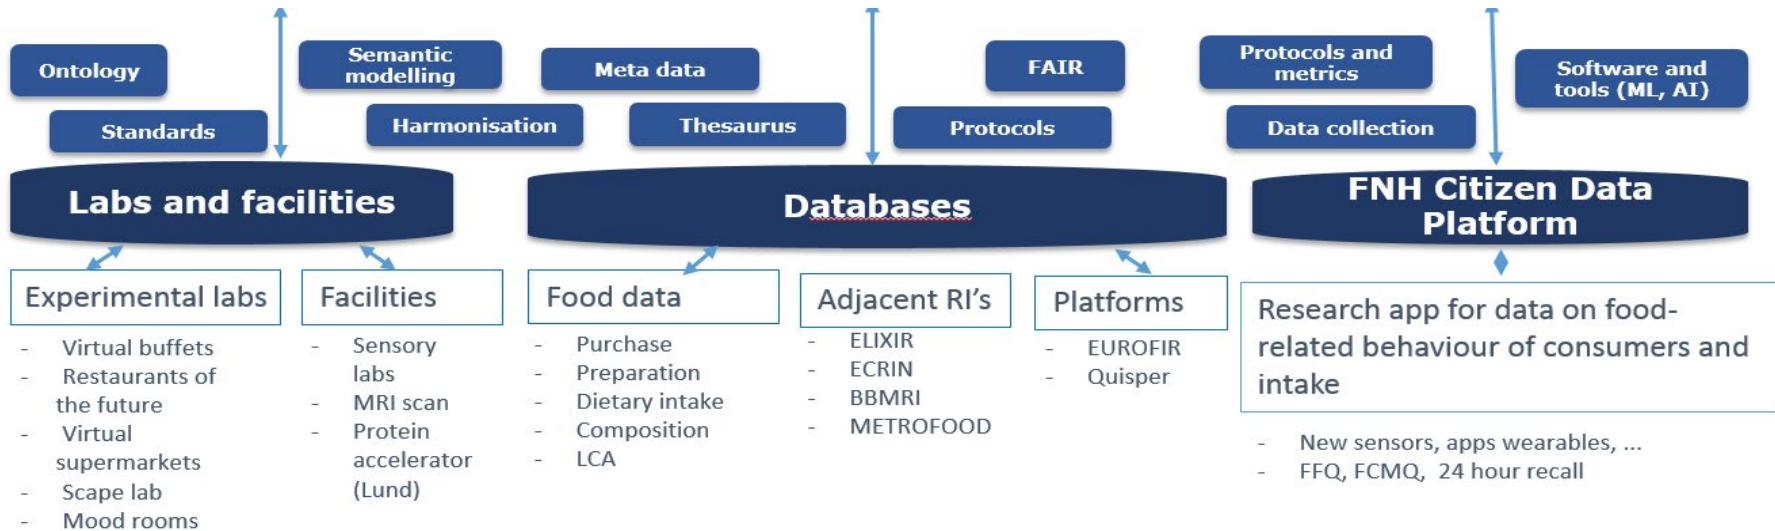 Ontology
Semantic
modelling
Meta data
FAIR
Protocols and
metrics
Software and
tools (ML, AI)
Standards
Harmonisation
Thesaurus
Protocols
Data collection
Labs and facilities
Databases
FNH Citizen Data
Platform
Experimental labs
- Virtual buffets
- Restaurants of
the future
- Virtual
supermarkets
- Scape lab
- Mood rooms
Facilities
- Sensory
labs
- MRI scan
- Protein
accelerator
(Lund)
Food data
- Purchase
- Preparation
- Dietary intake
- Composition
- LCA
Adjacent RI's
- ELIXIR
- ECRIN
- BBMRI
- METROFOOD
Platforms
- EUROFIR
- Quisper
Research app for data on food-
related behaviour of consumers and
intake
- New sensors, apps wearables, ...
- FFQ, FCMQ, 24 hour recall